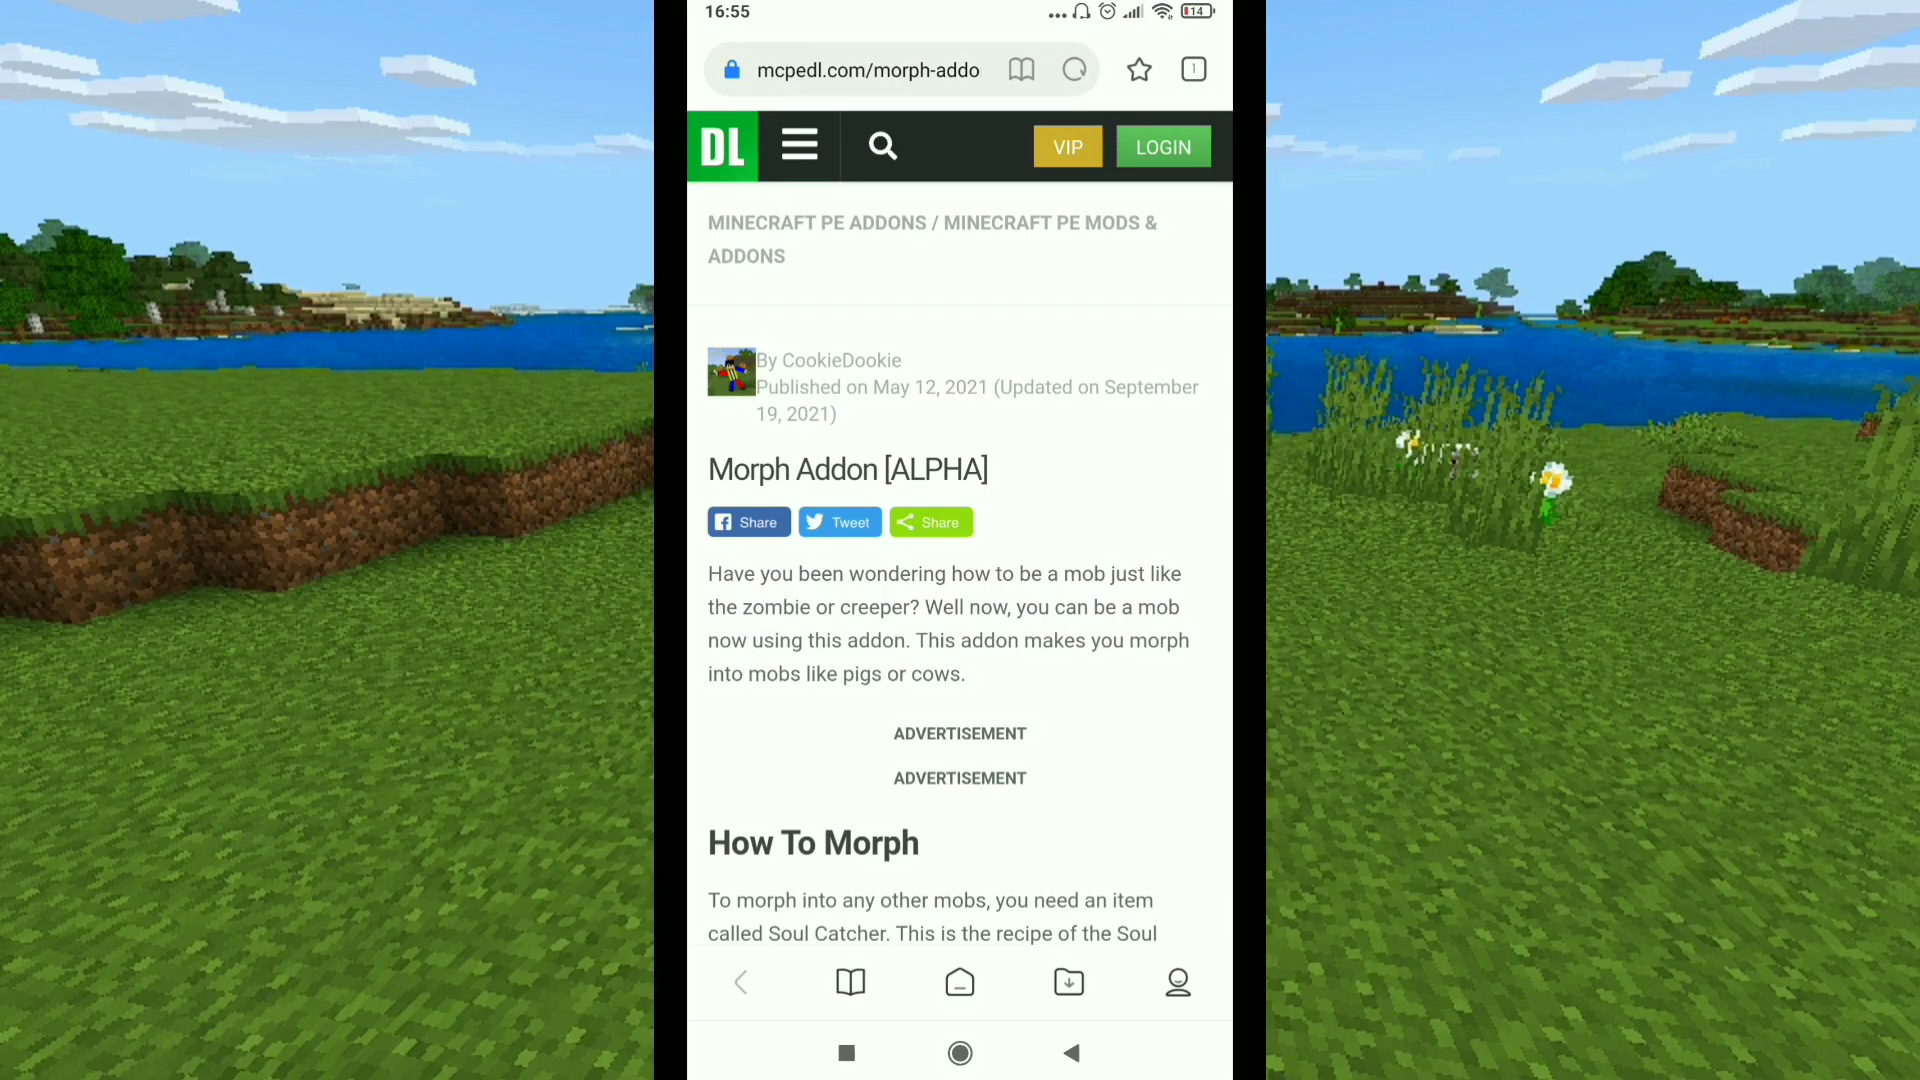 16:55
14
mcpedl.com/morph-addo
1
DL
VIP
LOGIN
MINECRAFT PE ADDONS / MINECRAFT PE MODS &
ADDONS
By CookieDookie
Published on May 12, 2021 (Updated on September
19, 2021)
Morph Addon [ALPHA]
Share
Tweet
Share
Have you been wondering how to be a mob just like
the zombie or creeper? Well now, you can be a mob
now using this addon. This addon makes you morph
into mobs like pigs or cows.
ADVERTISEMENT
ADVERTISEMENT
How To Morph
To morph into any other mobs, you need an item
called Soul Catcher. This is the recipe of the Soul